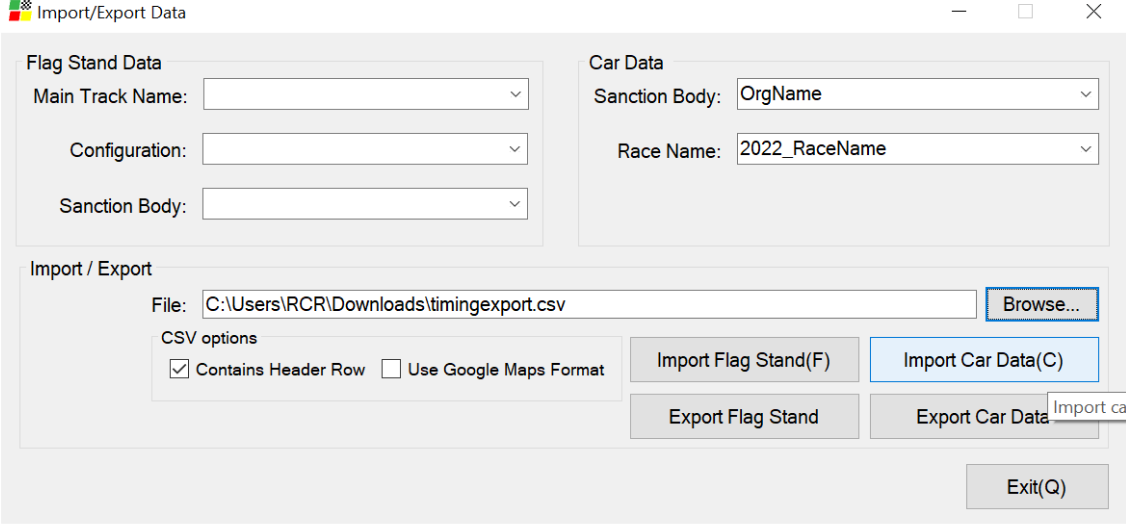 Import/Export Data
Flag Stand Data
Main Track Name:
Configuration:
Sanction Body:
Car Data
Sanction Body: OrgName
Race Name: 2022_RaceName
Import / Export
File: C:\Users\RCR\Downloads\timingexport.csv Browse...
CSV options
Contains Header Row Use Google Maps Format
Import Flag Stand(F) Import Car Data(C)
Export Flag Stand Export Car Data
Import ca
Exit(Q)